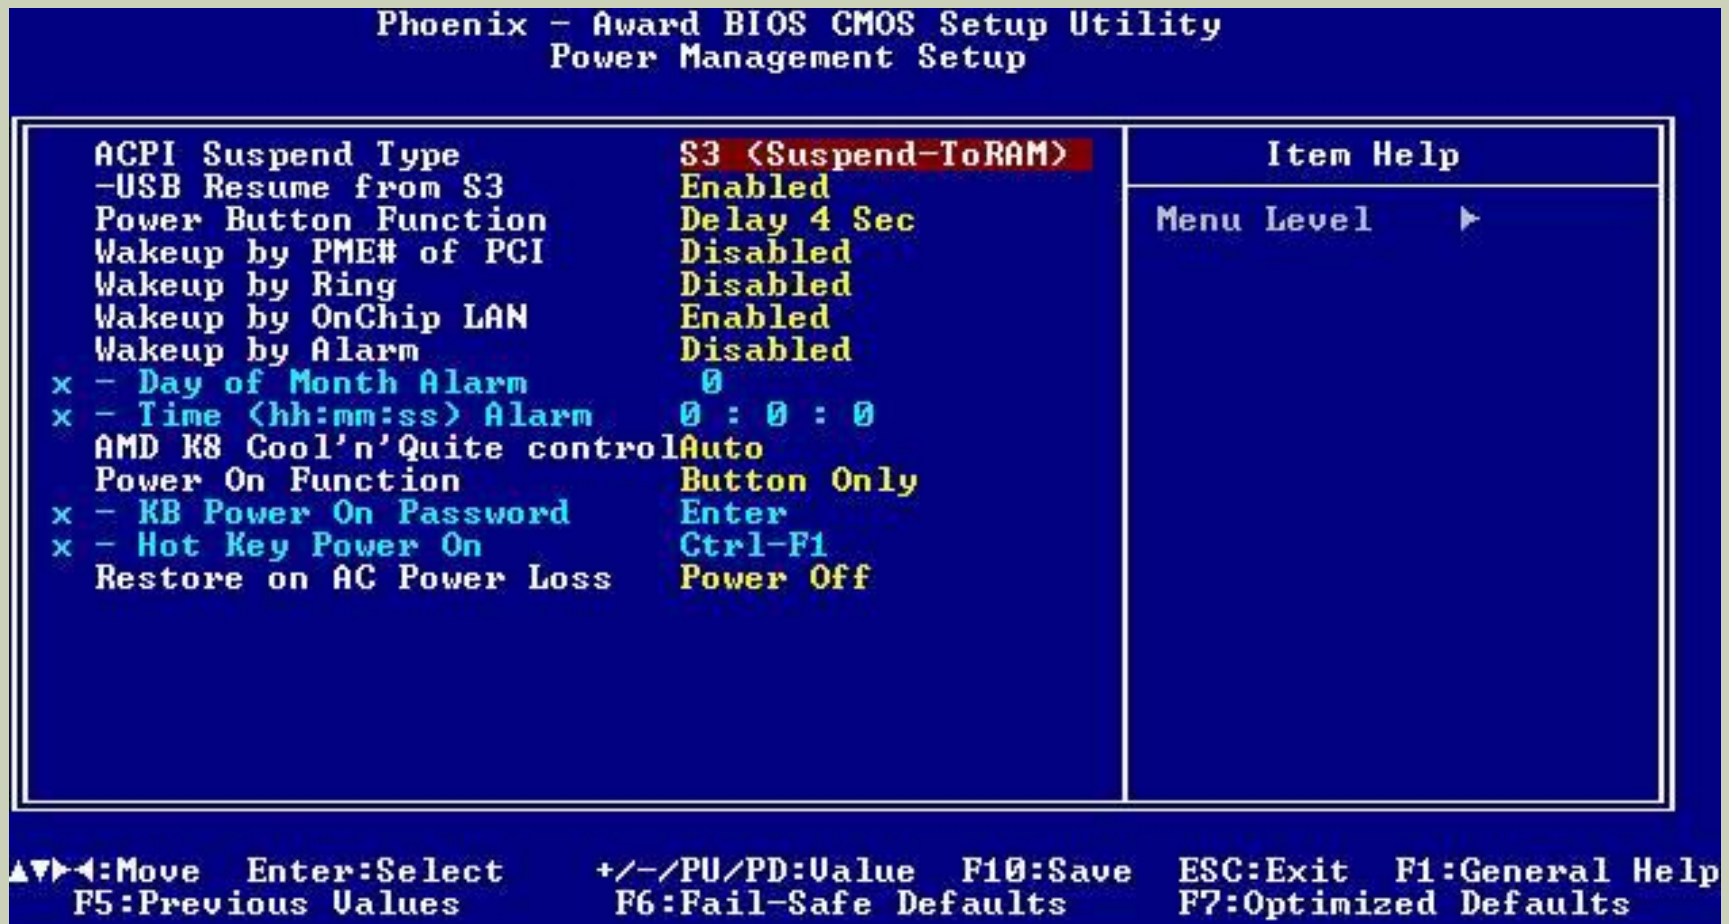 Phoenix - Award BIOS CMOS Setup Utility
Power Management Setup
ACPI Suspend Type S3 (Suspend-ToRAM)
-USB Resume from S3 Enabled
Power Button Function Delay 4 Sec
Wakeup by PME# of PCI Disabled
Wakeup by Ring Disabled
Wakeup by OnChip LAN Enabled
Wakeup by Alarm Disabled
x - Day of Month Alarm 0
x - Time (hh:mm:ss) Alarm 0 : 0 : 0
AMD K8 Cool'n'Quite control Auto
Power On Function Button Only
x - KB Power On Password Enter
x - Hot Key Power On Ctrl-F1
Restore on AC Power Loss Power Off
Item Help
Menu Level ►
▲▼►◄:Move Enter:Select +/-/PU/PD:Value F10:Save ESC:Exit F1:General Help
F5:Previous Values F6:Fail-Safe Defaults F7:Optimized Defaults